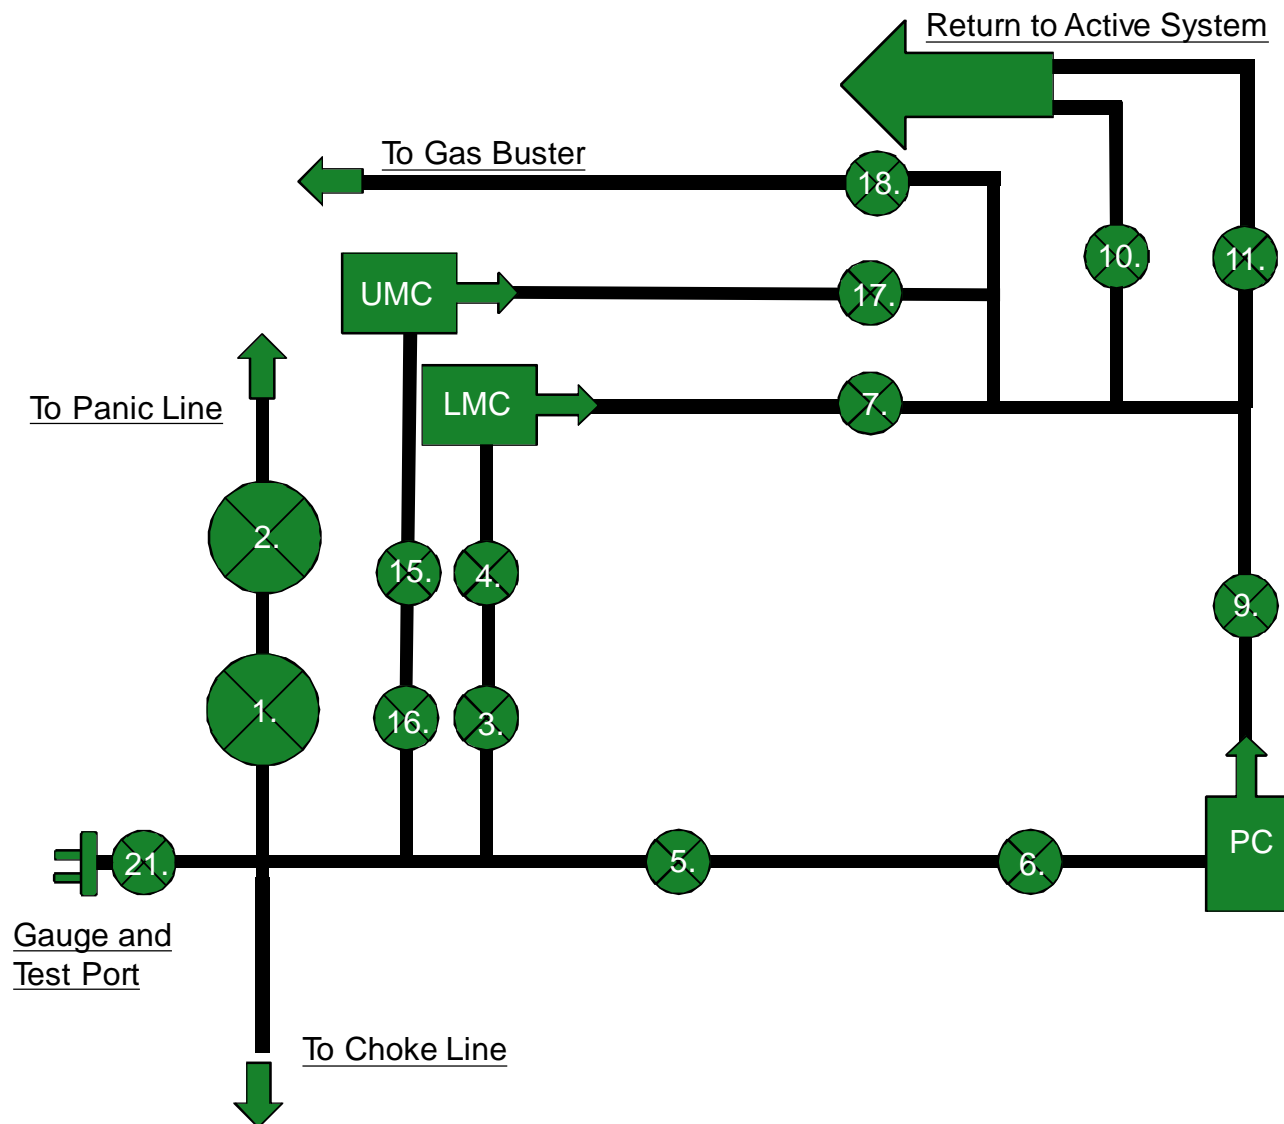 Return to Active System
To Gas Buster
18.
10.
11.
UMC
17.
To Panic Line
LMC
7.
2.
15.
4.
9.
1.
16.
3.
21.
5.
6.
PC
Gauge and
Test Port
To Choke Line